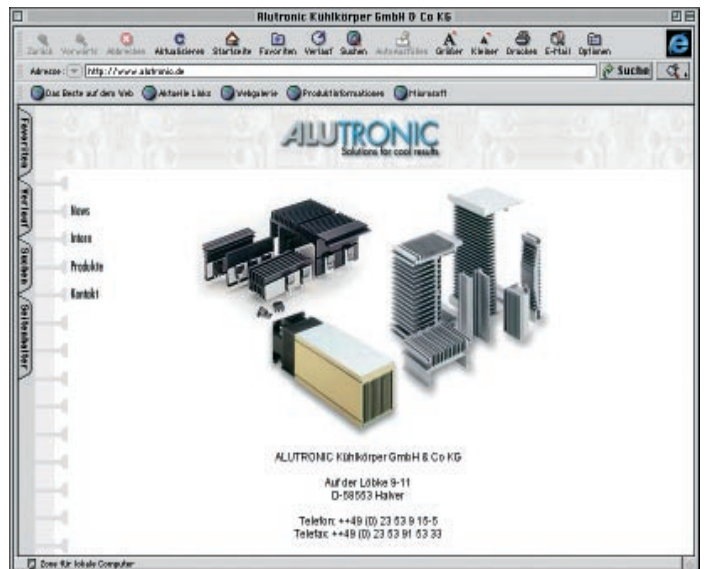 Alutronic Kühlkörper GmbH & Co KG
Zurück Vorwärts Abbrechen Aktualisieren Startseite Favoriten Verlauf Suchen AutoAusfüllen Größer Kleiner Drucken E-Mail Optionen
Adresse: http://www.alutronic.de Suche
Das Beste auf dem Web Aktuelle Links Webgalerie Produktinformationen Microsoft
Favoriten
Verlauf
Suchen
Seitenhalter
ALUTRONIC
Solutions for cool results
News
Intern
Produkte
Kontakt
ALUTRONIC Kühlkörper GmbH & Co KG
Auf der Löbke 9-11
D-58553 Halver
Telefon: ++49 (0) 23 53 9 15-5
Telefax: ++49 (0) 23 53 91 53 33
Zone für lokale Computer